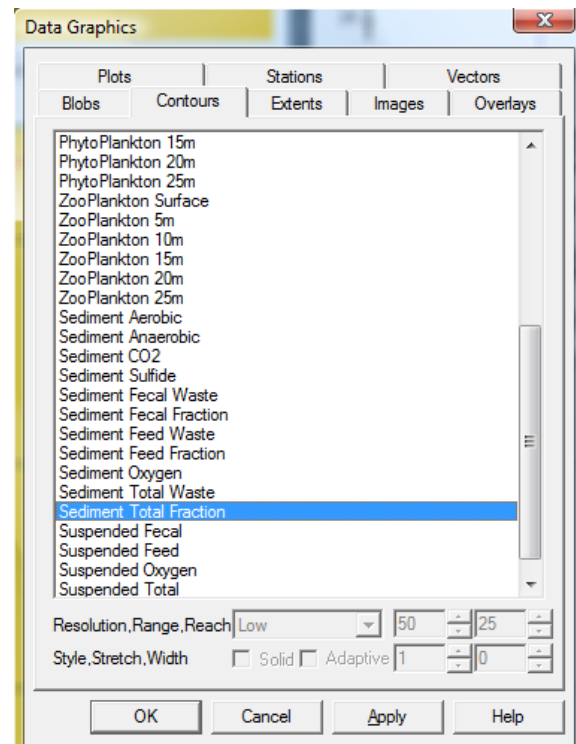 Data Graphics
Plots Stations Vectors
Blobs Contours Extents Images Overlays
PhytoPlankton 15m
PhytoPlankton 20m
PhytoPlankton 25m
ZooPlankton Surface
ZooPlankton 5m
ZooPlankton 10m
ZooPlankton 15m
ZooPlankton 20m
ZooPlankton 25m
Sediment Aerobic
Sediment Anaerobic
Sediment CO2
Sediment Sulfide
Sediment Fecal Waste
Sediment Fecal Fraction
Sediment Feed Waste
Sediment Feed Fraction
Sediment Oxygen
Sediment Total Waste
Sediment Total Fraction
Suspended Fecal
Suspended Feed
Suspended Oxygen
Suspended Total
Resolution,Range,Reach Low 50 25
Style,Stretch,Width Solid Adaptive 1 0
OK Cancel Apply Help